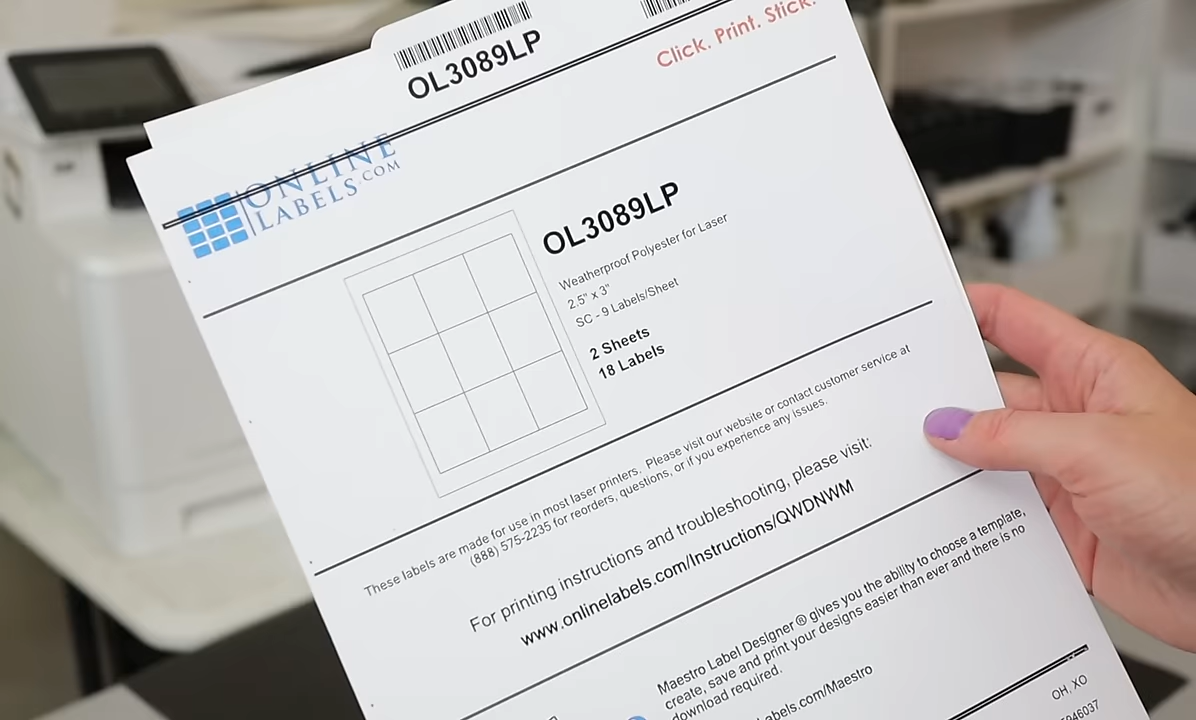 OL3089LP
Click. Print. Stick.
ONLINE
LABELS.COM
OL3089LP
Weatherproof Polyester for Laser
2.5" x 3"
SC - 9 Labels/Sheet
2 Sheets
18 Labels
These labels are made for use in most laser printers. Please visit our website or contact customer service at
(888) 575-2235 for reorders, questions, or if you experience any issues.
For printing instructions and troubleshooting, please visit:
www.onlinelabels.com/Instructions/QWDNWM
Maestro Label Designer® gives you the ability to choose a template,
create, save and print your designs easier than ever and there is no
download required.
abels.com/Maestro
OH, XO